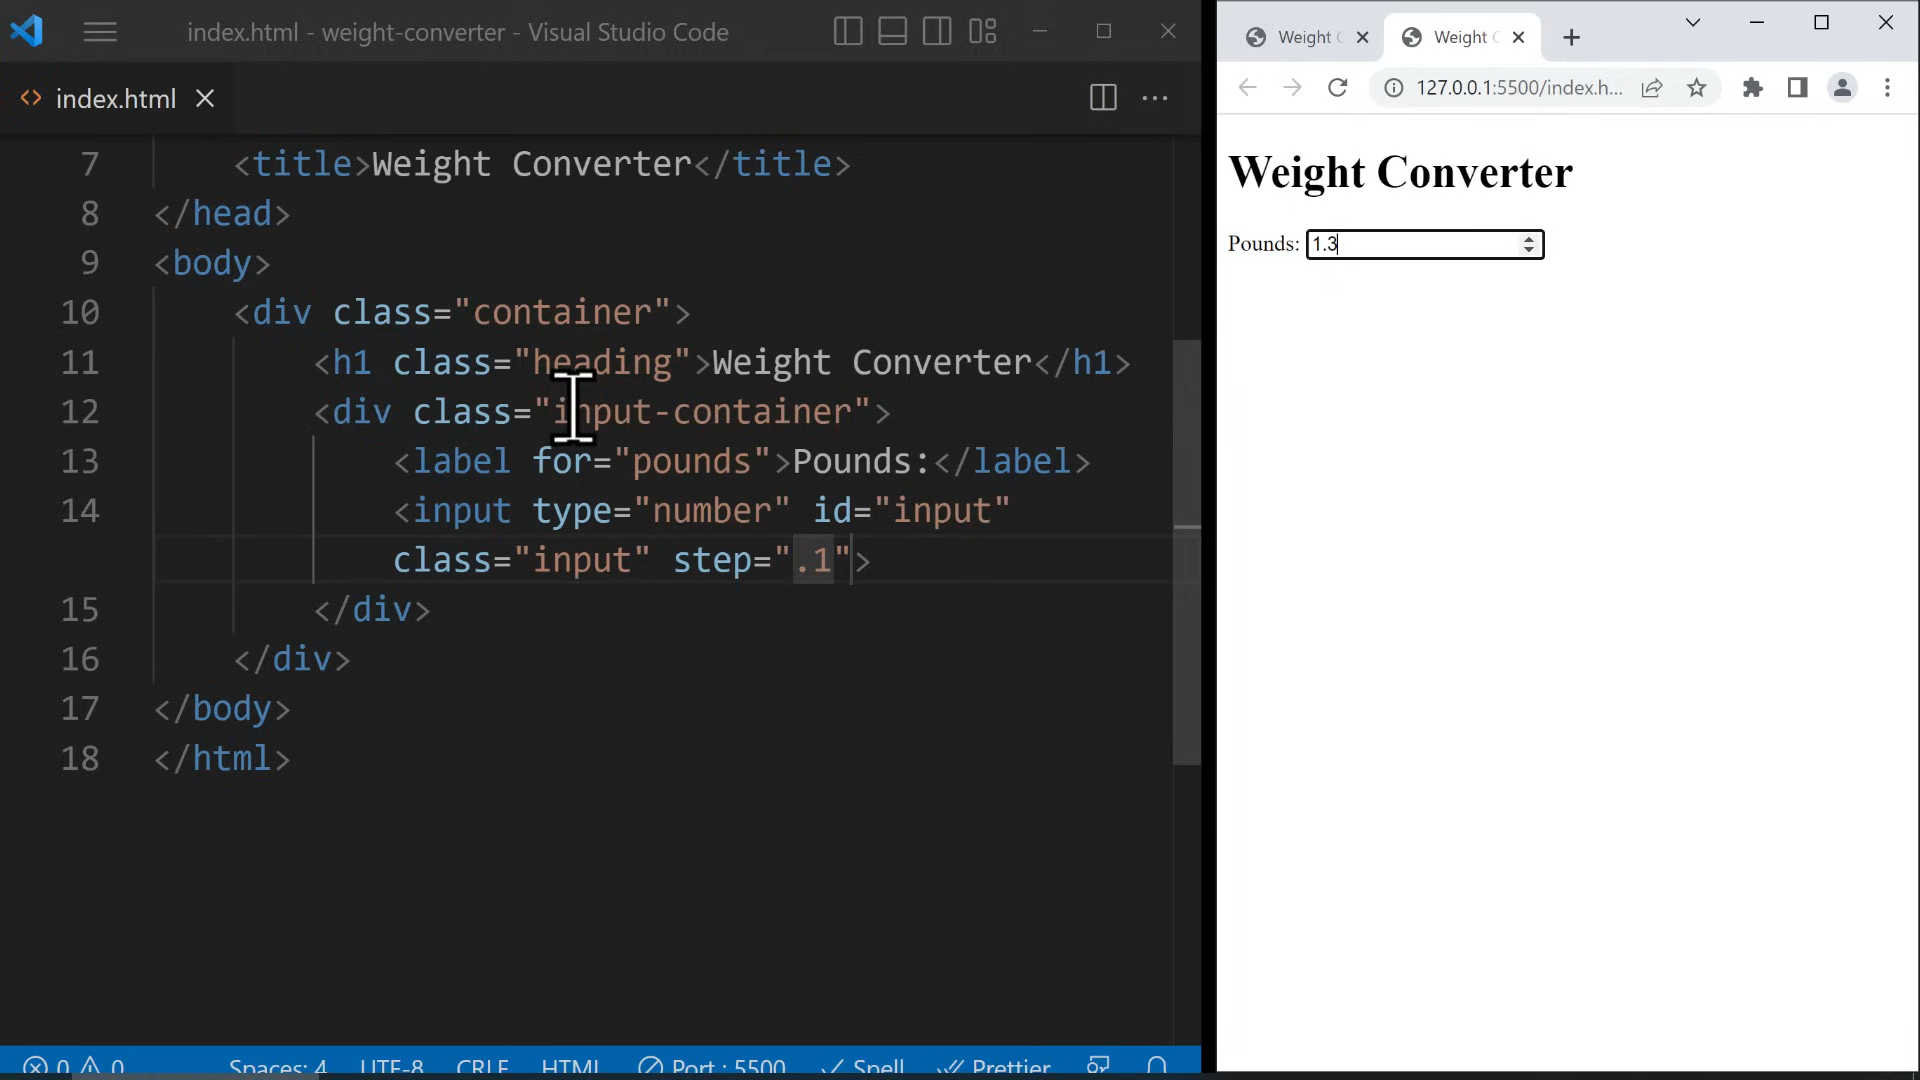 index.html - weight-converter - Visual Studio Code
index.html
7 <title>Weight Converter</title>
8 </head>
9 <body>
10 <div class="container">
11 <h1 class="heading">Weight Converter</h1>
12 <div class="input-container">
13 <label for="pounds">Pounds:</label>
14 <input type="number" id="input"
class="input" step=".1">
15 </div>
16 </div>
17 </body>
18 </html>
0 0 Spaces: 4 UTF-8 CRLF HTML Port : 5500 Spell Prettier
Weight C Weight C
127.0.0.1:5500/index.h...
Weight Converter
Pounds: 1.3